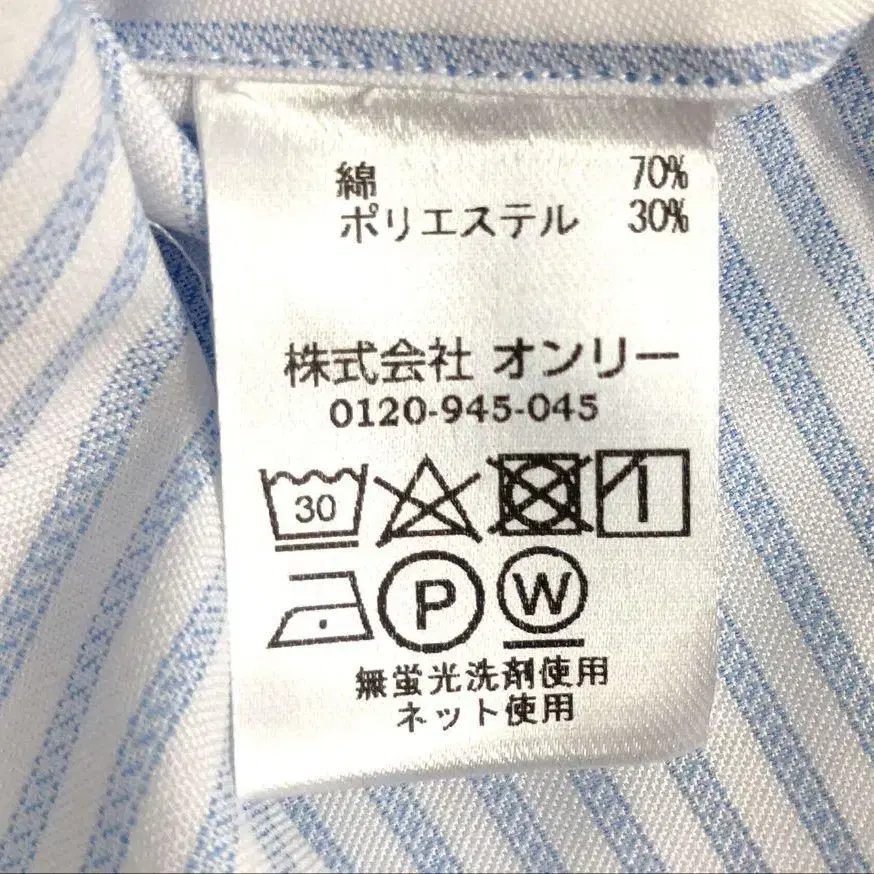 綿 70%
ポリエステル 30%
株式会社 オンリー
0120-945-045
30
P W
無蛍光洗剤使用
ネット使用